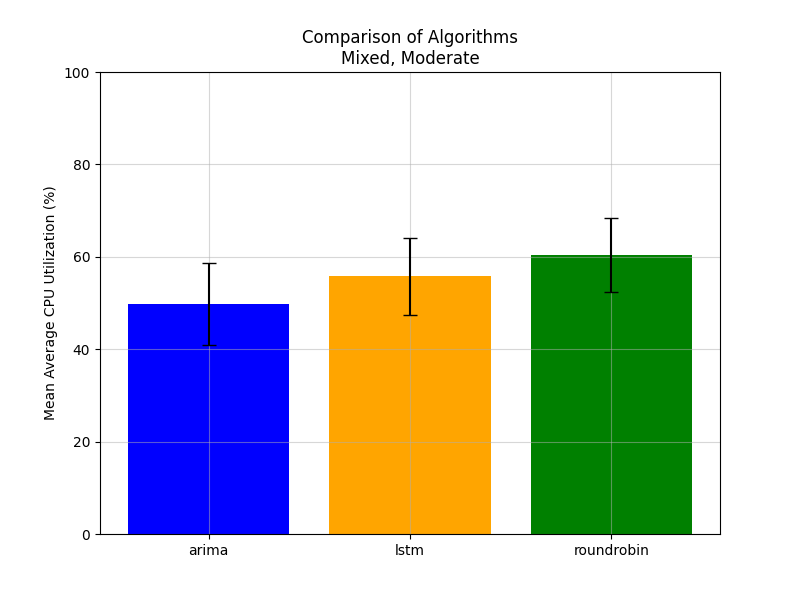 Comparison of Algorithms
Mixed, Moderate
Mean Average CPU Utilization (%)
100
80
60
40
20
0
arima
lstm
roundrobin